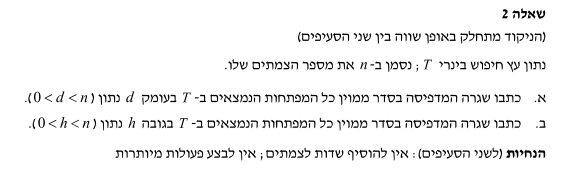 שאלה 2
(הניקוד מתחלק באופן שווה בין שני הסעיפים)
נתון עץ חיפוש בינרי T ; נסמן ב- n את מספר הצמתים שלו.
א. כתבו שגרה המדפיסה בסדר ממוין כל המפתחות הנמצאים ב- T בעומק d נתון (0 < d < n).
ב. כתבו שגרה המדפיסה בסדר ממוין כל המפתחות הנמצאים ב- T בגובה h נתון (0 < h < n).
הנחיות (לשני הסעיפים) : אין להוסיף שדות לצמתים ; אין לבצע פעולות מיותרות